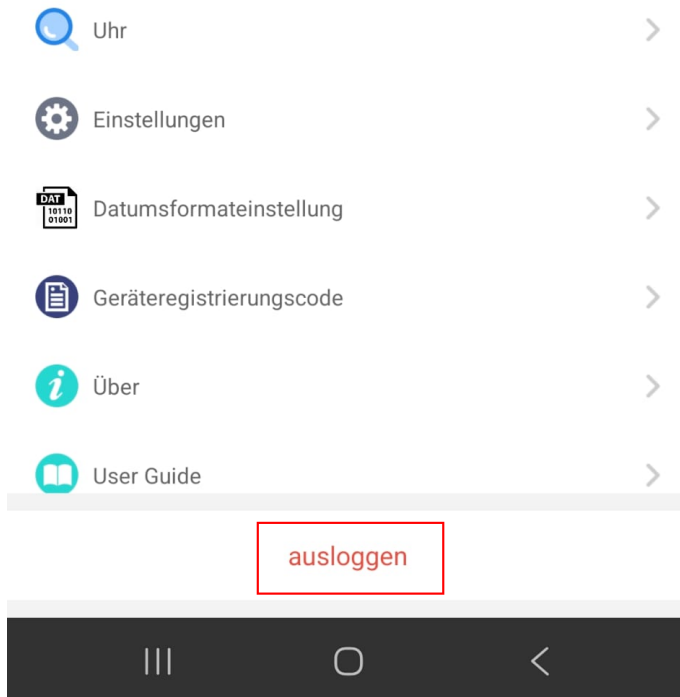 Uhr
Einstellungen
DAT
10110
01001
Datumsformateinstellung
Geräteregistrierungscode
Über
User Guide
ausloggen